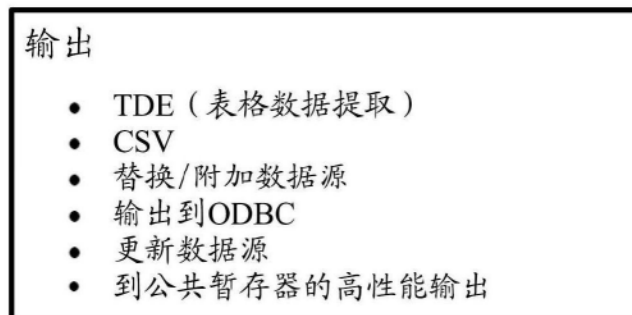 输出
• TDE（表格数据提取）
• CSV
• 替换/附加数据源
• 输出到ODBC
• 更新数据源
• 到公共暂存器的高性能输出